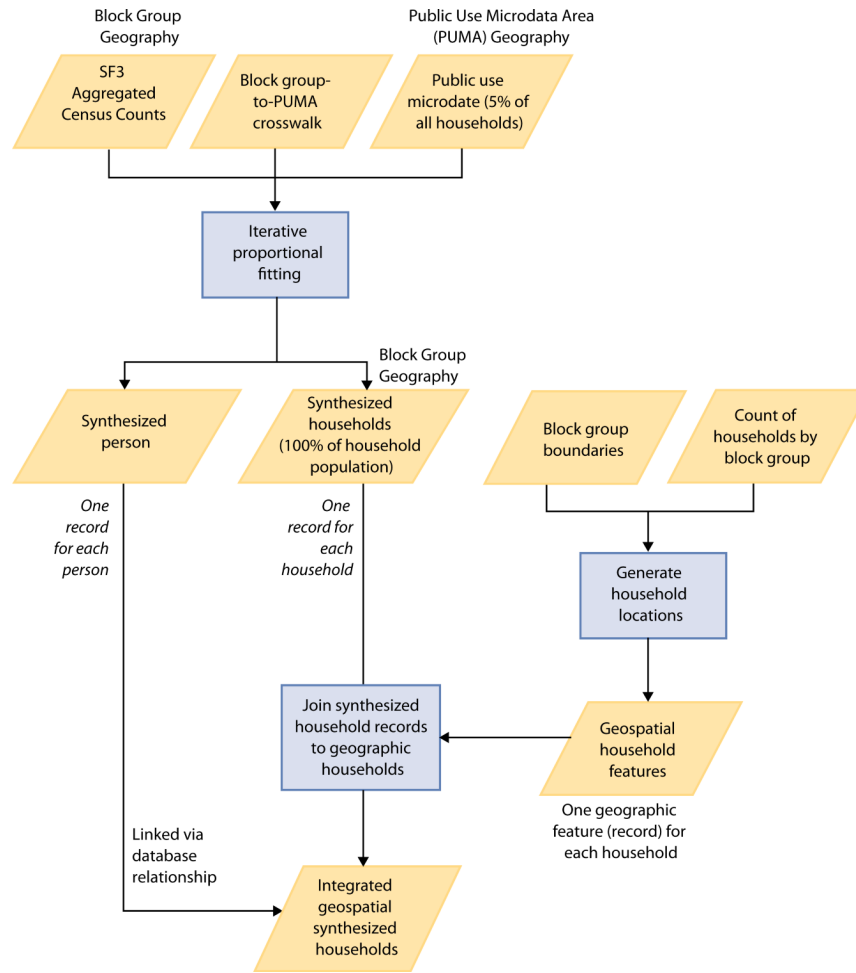 Block Group
Geography
Public Use Microdata Area
(PUMA) Geography
SF3
Aggregated
Census Counts
Block group-
to-PUMA
crosswalk
Public use
microdate (5% of
all households)
Iterative
proportional
fitting
Block Group
Geography
Synthesized
person
Synthesized
households
(100% of household
population)
Block group
boundaries
Count of
households by
block group
One
record
for each
person
One
record for
each
household
Generate
household
locations
Join synthesized
household records
to geographic
households
Geospatial
household
features
One geographic
feature (record) for
each household
Linked via
database
relationship
Integrated
geospatial
synthesized
households